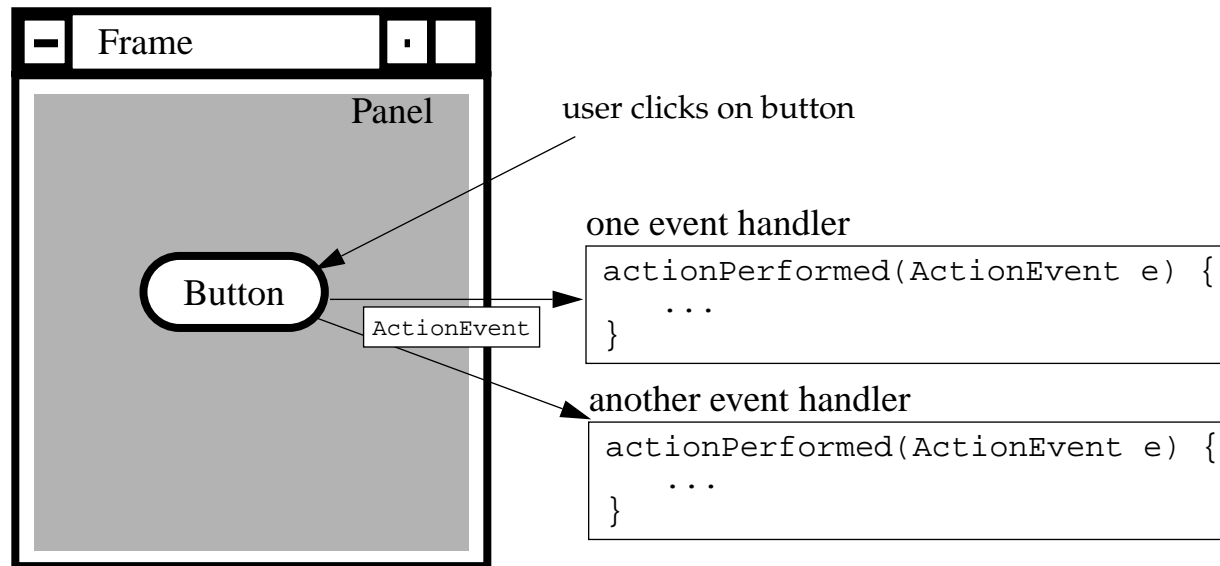 Frame
Panel
user clicks on button
one event handler
actionPerformed(ActionEvent e) {
...
}
Button
ActionEvent
another event handler
actionPerformed(ActionEvent e) {
...
}